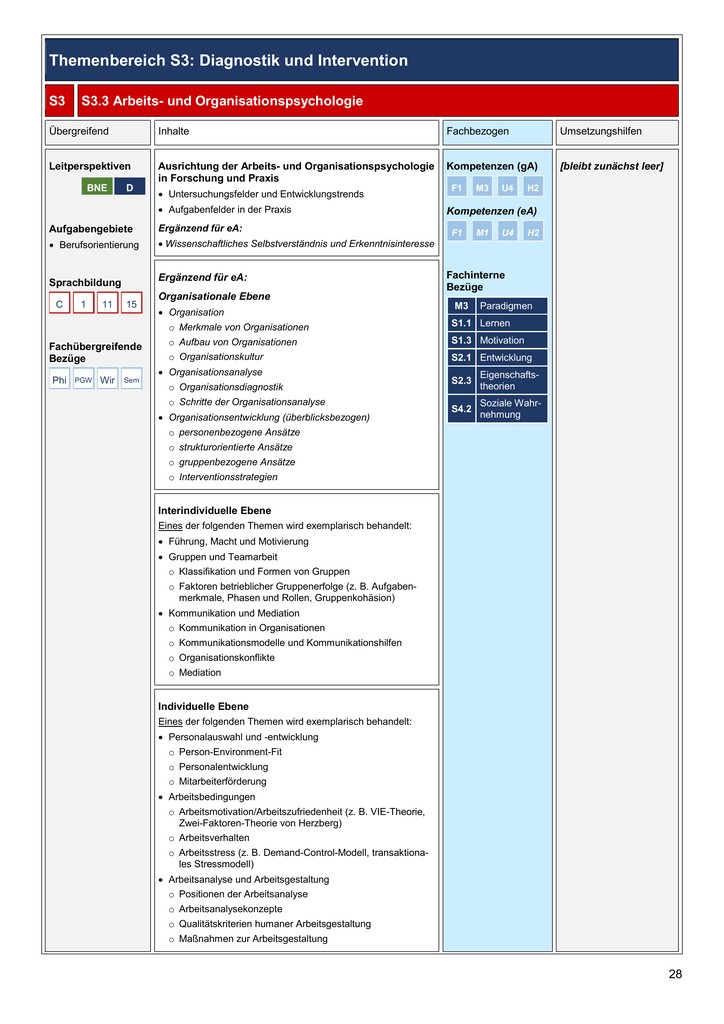 Themenbereich S3: Diagnostik und Intervention
S3 S3.3 Arbeits- und Organisationspsychologie
Übergreifend
Leitperspektiven
BNE D
Aufgabengebiete
• Berufsorientierung
Sprachbildung
C 1 11 15
Fachübergreifende
Bezüge
Phi PGW Wir Sem
Inhalte
Ausrichtung der Arbeits- und Organisationspsychologie
in Forschung und Praxis
• Untersuchungsfelder und Entwicklungstrends
• Aufgabenfelder in der Praxis
Ergänzend für eA:
• Wissenschaftliches Selbstverständnis und Erkenntnisinteresse
Ergänzend für eA:
Organisationale Ebene
• Organisation
o Merkmale von Organisationen
o Aufbau von Organisationen
o Organisationskultur
• Organisationsanalyse
o Organisationsdiagnostik
o Schritte der Organisationsanalyse
• Organisationsentwicklung (überblicksbezogen)
o personenbezogene Ansätze
o strukturorientierte Ansätze
o gruppenbezogene Ansätze
o Interventionsstrategien
Interindividuelle Ebene
Eines der folgenden Themen wird exemplarisch behandelt:
• Führung, Macht und Motivierung
• Gruppen und Teamarbeit
o Klassifikation und Formen von Gruppen
o Faktoren betrieblicher Gruppenerfolge (z. B. Aufgaben-
merkmale, Phasen und Rollen, Gruppenkohäsion)
• Kommunikation und Mediation
o Kommunikation in Organisationen
o Kommunikationsmodelle und Kommunikationshilfen
o Organisationskonflikte
o Mediation
Individuelle Ebene
Eines der folgenden Themen wird exemplarisch behandelt:
• Personalauswahl und -entwicklung
o Person-Environment-Fit
o Personalentwicklung
o Mitarbeiterförderung
• Arbeitsbedingungen
o Arbeitsmotivation/Arbeitszufriedenheit (z. B. VIE-Theorie,
Zwei-Faktoren-Theorie von Herzberg)
o Arbeitsverhalten
o Arbeitsstress (z. B. Demand-Control-Modell, transaktiona-
les Stressmodell)
• Arbeitsanalyse und Arbeitsgestaltung
o Positionen der Arbeitsanalyse
o Arbeitsanalysekonzepte
o Qualitätskriterien humaner Arbeitsgestaltung
o Maßnahmen zur Arbeitsgestaltung
Fachbezogen
Kompetenzen (gA)
F1 M3 U4 H2
Kompetenzen (eA)
F1 M1 U4 H2
Fachinterne
Bezüge
M3 Paradigmen
S1.1 Lernen
S1.3 Motivation
S2.1 Entwicklung
S2.3 Eigenschafts-
theorien
S4.2 Soziale Wahr-
nehmung
Umsetzungshilfen
[bleibt zunächst leer]
28